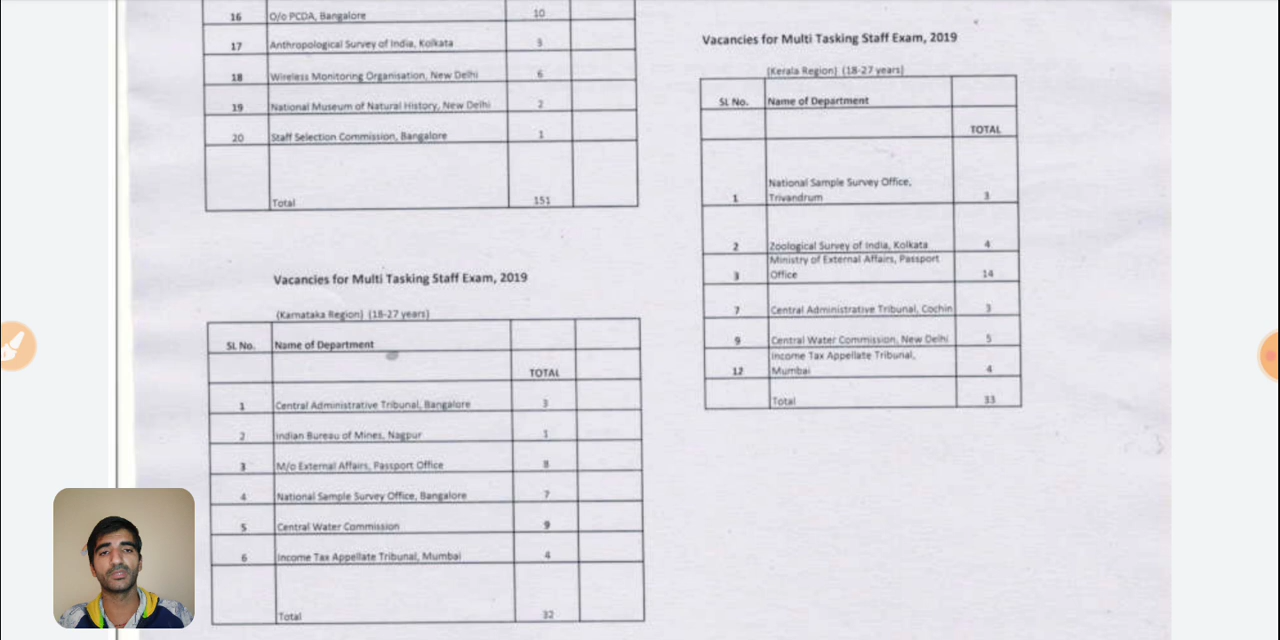 16 O/o PCDA, Bangalore 10
17 Anthropological Survey of India, Kolkata
18 Wireless Monitoring Organisation, New Delhi 6
19 National Museum of Natural History, New Delhi 2
20 Staff Selection Commission, Bangalore 1
Total 151
Vacancies for Multi Tasking Staff Exam, 2019
(Karnataka Region) (18-27 years)
SL No. Name of Department
TOTAL
1 Central Administrative Tribunal, Bangalore 3
2 Indian Bureau of Mines, Nagpur 1
3 M/o External Affairs, Passport Office 8
4 National Sample Survey Office, Bangalore 7
5 Central Water Commission 9
6 Income Tax Appellate Tribunal, Mumbai 4
Total 32
Vacancies for Multi Tasking Staff Exam, 2019
(Kerala Region) (18-27 years)
SL No. Name of Department
TOTAL
National Sample Survey Office,
1 Trivandrum 3
2 Zoological Survey of India, Kolkata 4
Ministry of External Affairs, Passport
3 Office 14
7 Central Administrative Tribunal, Cochin 3
9 Central Water Commission, New Delhi 5
Income Tax Appellate Tribunal,
12 Mumbai 4
Total 33